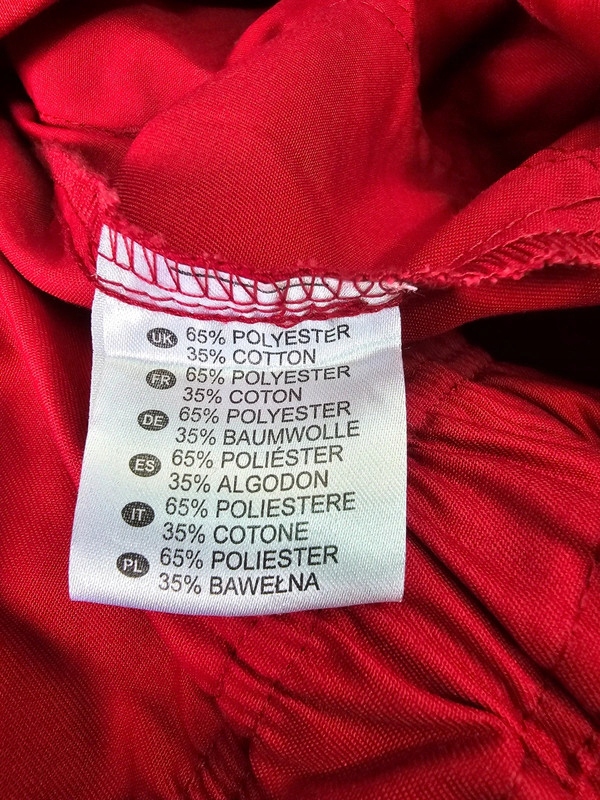 UK 65% POLYESTER
35% COTTON
FR 65% POLYESTER
35% COTON
DE 65% POLYESTER
35% BAUMWOLLE
ES 65% POLIÉSTER
35% ALGODON
IT 65% POLIESTERE
35% COTONE
PL 65% POLIESTER
35% BAWEŁNA